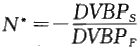 N* = - DVBP_S / DVBP_F